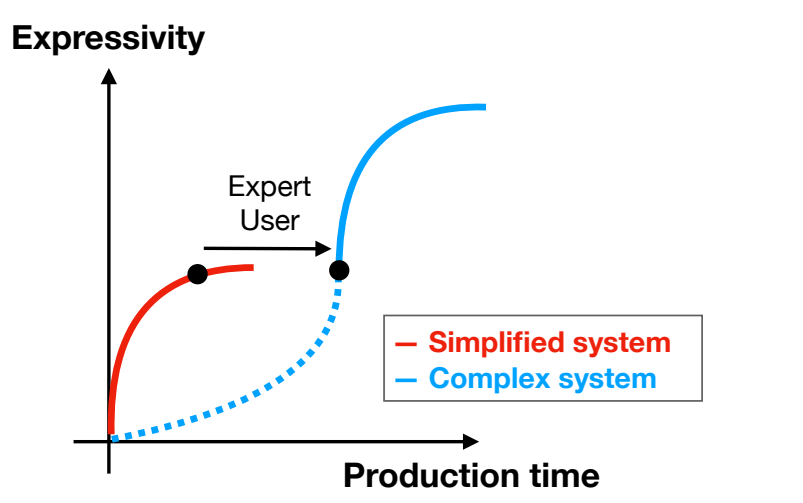 Expressivity
Expert
User
— Simplified system
— Complex system
Production time